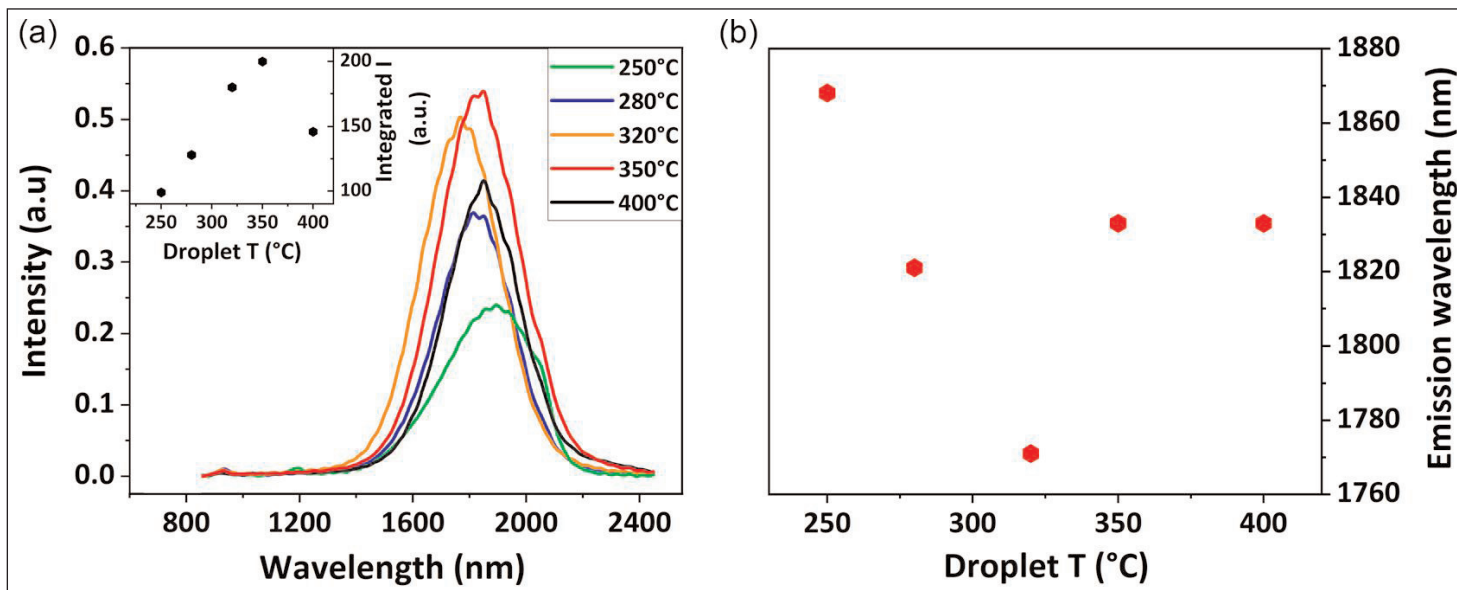 (a)
0.6
0.5
0.4
0.3
0.2
0.1
0.0
Intensity (a.u)
800
1200
1600
2000
2400
Wavelength (nm)
200
150
100
Integrated I
(a.u.)
250
300
350
400
Droplet T (°C)
250°C
280°C
320°C
350°C
400°C
(b)
1880
1860
1840
1820
1800
1780
1760
Emission wavelength (nm)
250
300
350
400
Droplet T (°C)